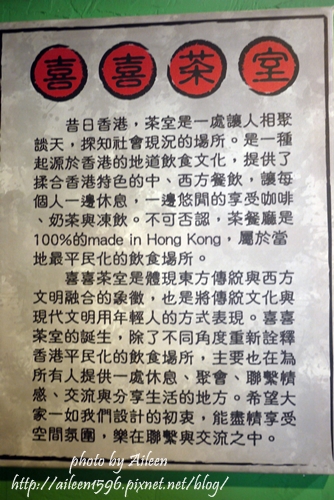 喜喜茶室
昔日香港，茶室是一處讓人相聚
談天，探知社會現況的場所。是一種
起源於香港的地道飲食文化，提供了
揉合香港特色的中、西方餐飲，讓每
個人一邊休息，一邊悠閒的享受咖啡
、奶茶與凍飲。不可否認，茶餐廳是
100%的made in Hong Kong，屬於當
地最平民化的飲食場所。
喜喜茶室是體現東方傳統與西方
文明融合的象徵，也是將傳統文化與
現代文明用年輕人的方式表現。喜喜
茶室的誕生，除了不同角度重新詮釋
香港平民化的飲食場所，主要也在為
所有人提供一處休息、聚會、聯繫情
感、交流與分享生活的地方。希望大
家一如我們設計的初衷，能盡情享受
空間氛圍，樂在聯繫與交流之中。
photo by Aileen
http://aileen1596.pixnet.net/blog/